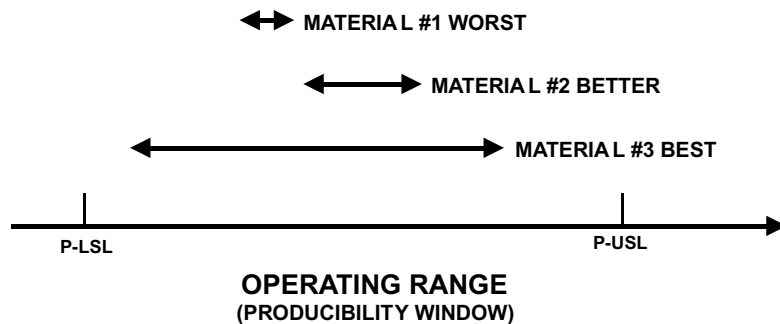 MATERIAL #1 WORST
MATERIAL #2 BETTER
MATERIAL #3 BEST
P-LSL P-USL
OPERATING RANGE
(PRODUCIBILITY WINDOW)